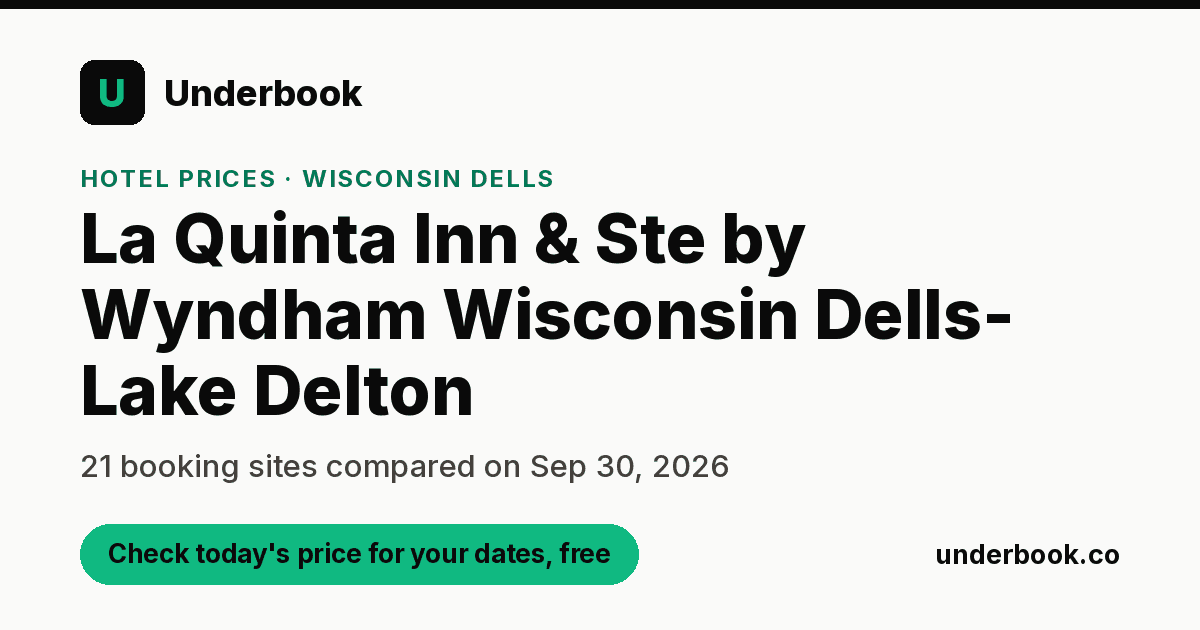 U
Underbook
HOTEL PRICES · WISCONSIN DELLS
La Quinta Inn & Ste by
Wyndham Wisconsin Dells-
Lake Delton
21 booking sites compared on Sep 30, 2026
Check today's price for your dates, free
underbook.co